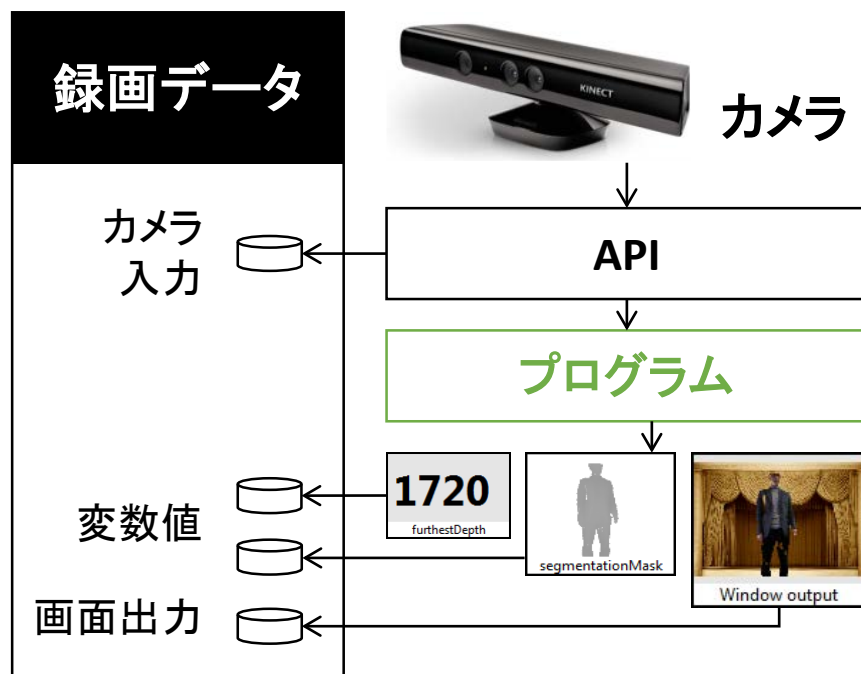 録画データ
KINECT
カメラ
カメラ
入力
API
プログラム
変数値
1720
furthestDepth
segmentationMask
Window output
画面出力